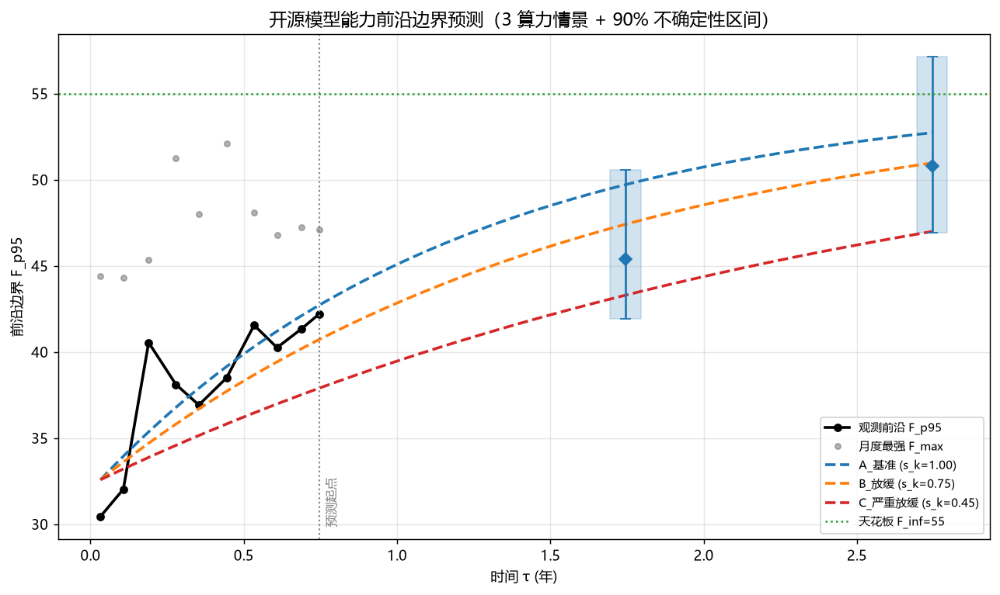 开源模型能力前沿边界预测（3 算力情景 + 90% 不确定性区间）
前沿边界 F_p95
55
50
45
40
35
30
预测起点
观测前沿 F_p95
月度最强 F_max
A_基准 (s_k=1.00)
B_放缓 (s_k=0.75)
C_严重放缓 (s_k=0.45)
天花板 F_inf=55
0.0 0.5 1.0 1.5 2.0 2.5
时间 τ (年)